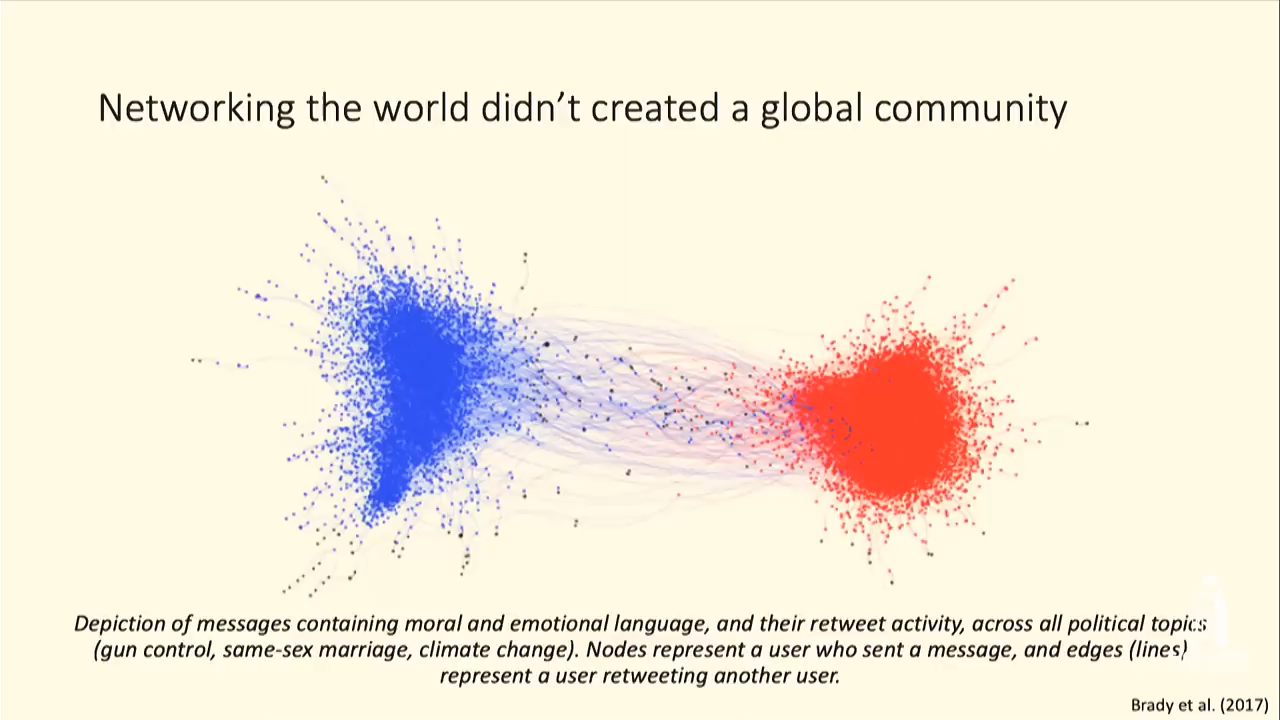 Networking the world didn’t created a global community
Depiction of messages containing moral and emotional language, and their retweet activity, across all political topics
(gun control, same-sex marriage, climate change). Nodes represent a user who sent a message, and edges (lines)
represent a user retweeting another user.
Brady et al. (2017)